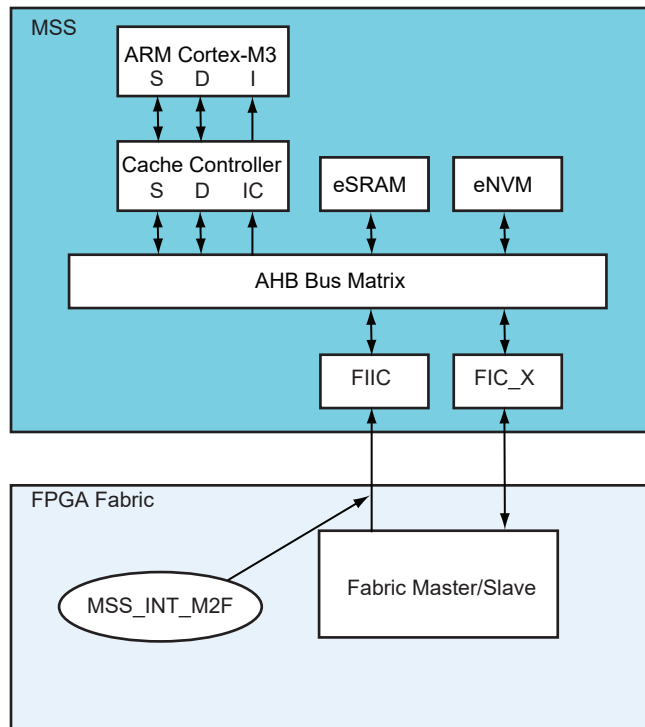 MSS
ARM Cortex-M3
S D I
Cache Controller
S D IC
eSRAM
eNVM
AHB Bus Matrix
FIIC
FIC_X
FPGA Fabric
MSS_INT_M2F
Fabric Master/Slave